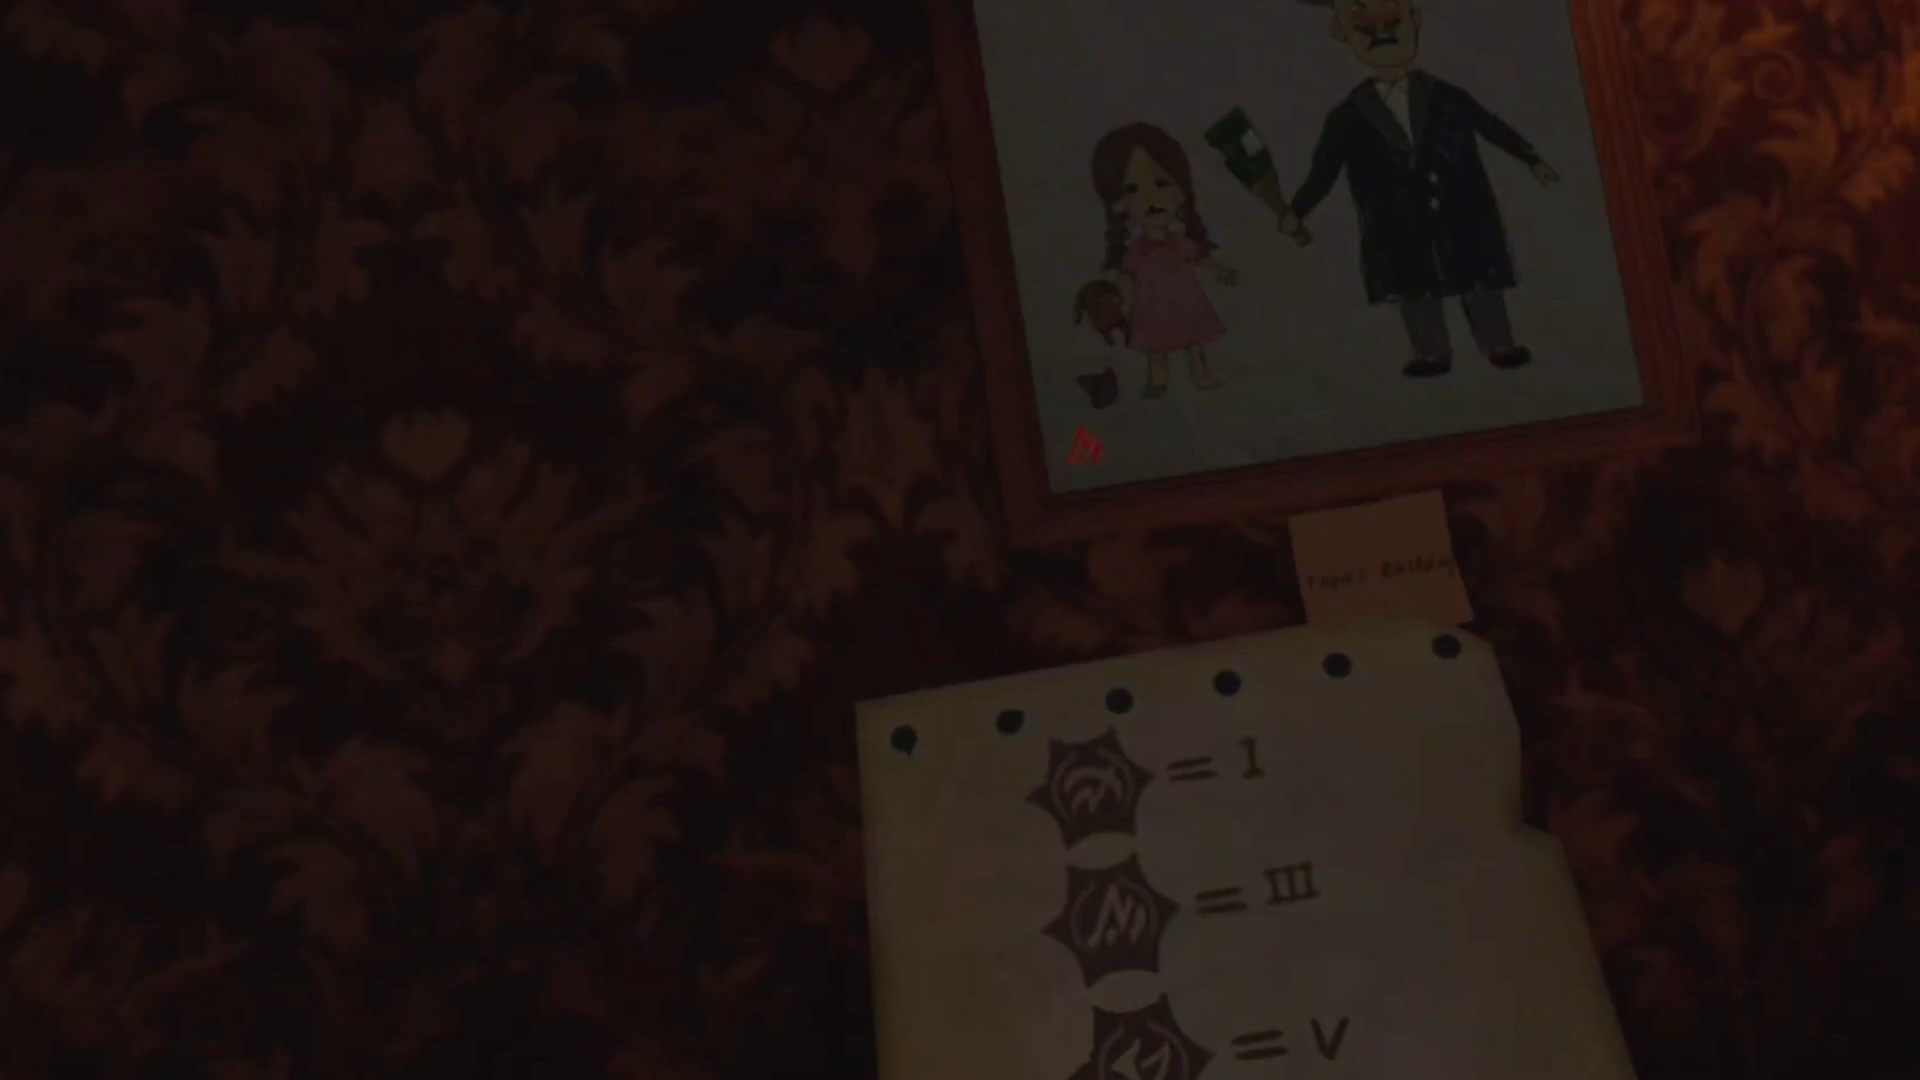 Papa's Birthday
= I
= III
= V